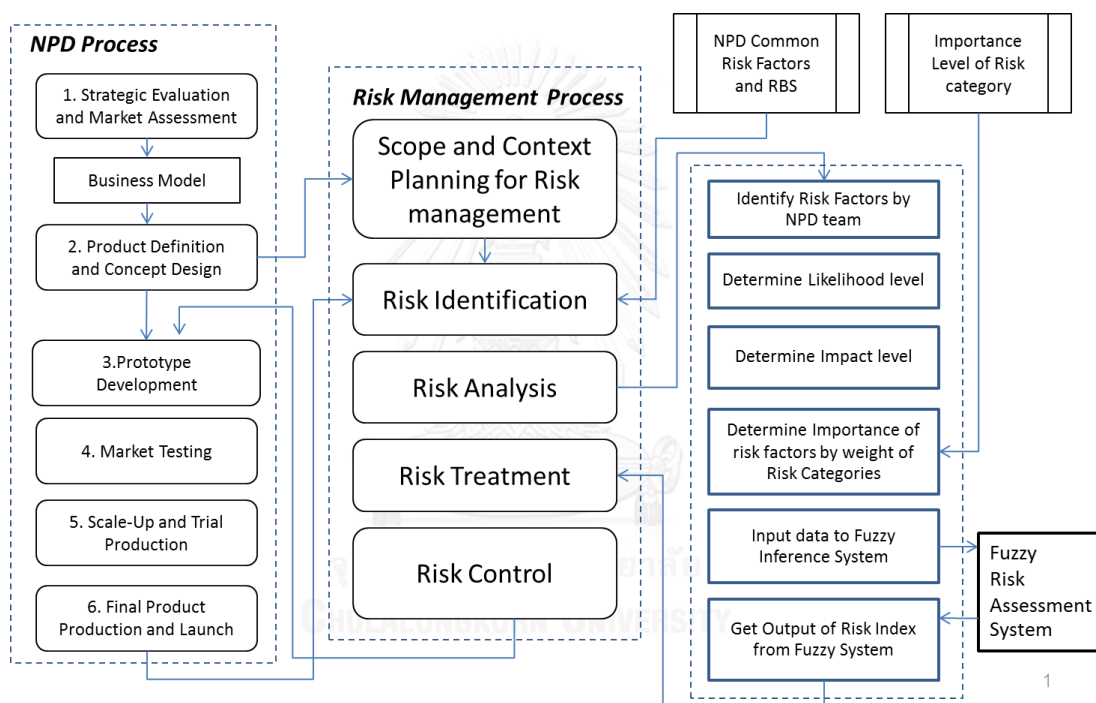 NPD Process
1. Strategic Evaluation
and Market Assessment
Business Model
2. Product Definition
and Concept Design
3.Prototype
Development
4. Market Testing
5. Scale-Up and Trial
Production
6. Final Product
Production and Launch
Risk Management Process
Scope and Context
Planning for Risk
management
Risk Identification
Risk Analysis
Risk Treatment
Risk Control
NPD Common
Risk Factors
and RBS
Importance
Level of Risk
category
Identify Risk Factors by
NPD team
Determine Likelihood level
Determine Impact level
Determine Importance of
risk factors by weight of
Risk Categories
Input data to Fuzzy
Inference System
Get Output of Risk Index
from Fuzzy System
Fuzzy
Risk
Assessment
System
CHULALONGKORN UNIVERSITY
1